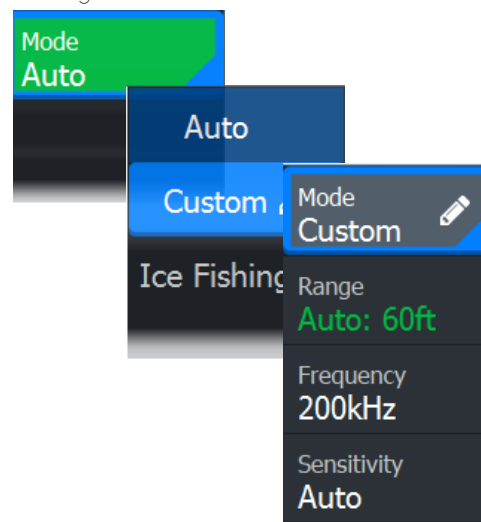 Mode
Auto
Auto
Custom
Ice Fishing
Mode
Custom
Range
Auto: 60ft
Frequency
200kHz
Sensitivity
Auto